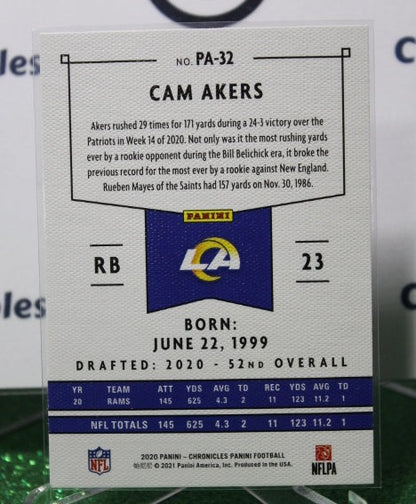 NO. PA-32
CAM AKERS
Akers rushed 29 times for 171 yards during a 24-3 victory over the
Patriots in Week 14 of 2020. Not only was it the most rushing yards
ever by a rookie opponent during the Bill Belichick era, it broke the
previous record for the most ever by a rookie against New England.
Rueben Mayes of the Saints had 157 yards on Nov. 30, 1986.
PANINI
RB
LA
23
BORN:
JUNE 22, 1999
DRAFTED: 2020 - 52ND OVERALL
YR TEAM ATT YDS AVG TD REC YDS AVG TD
20 RAMS 145 625 4.3 2 11 123 11.2 1
NFL TOTALS 145 625 4.3 2 11 123 11.2 1
NFL
2020 PANINI - CHRONICLES PANINI FOOTBALL
© 2021 Panini America, Inc. Produced in the USA.
NFLPA